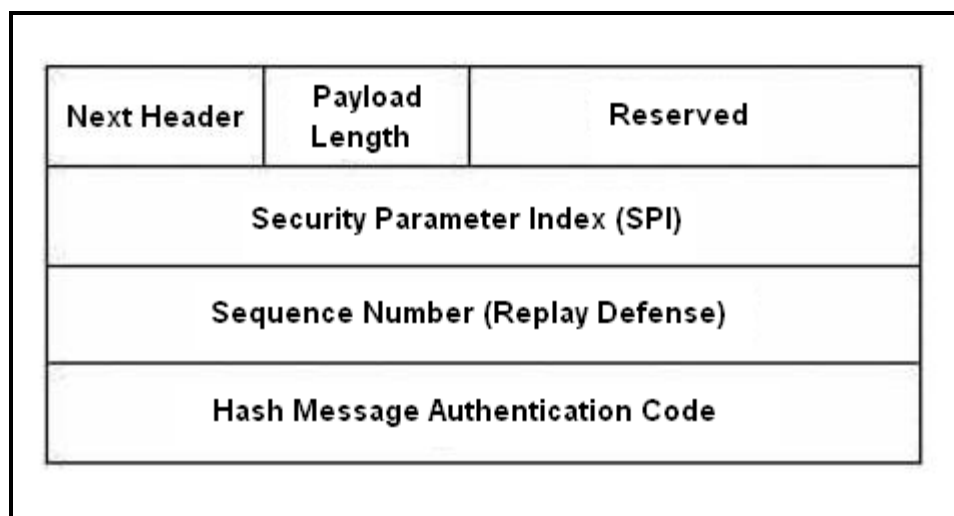 Next Header
Payload
Length
Reserved
Security Parameter Index (SPI)
Sequence Number (Replay Defense)
Hash Message Authentication Code